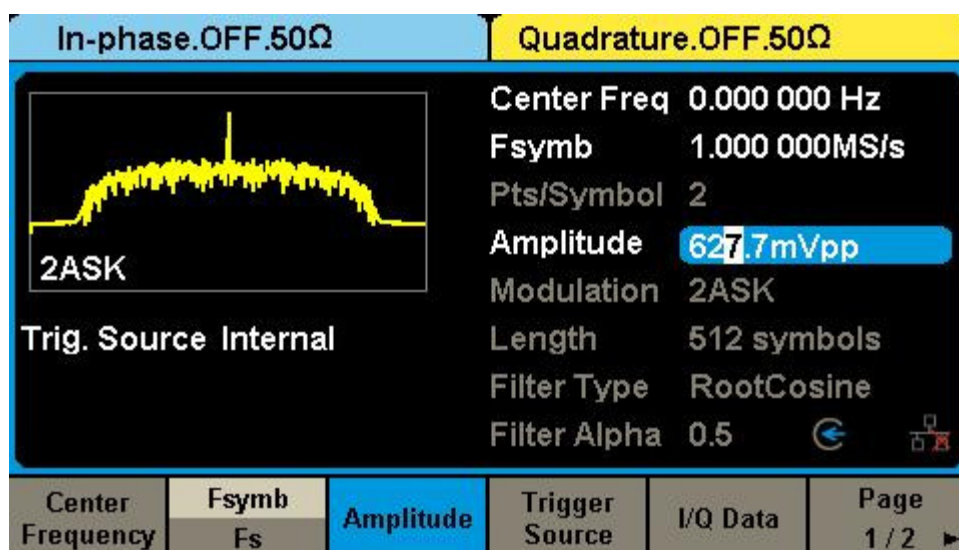 In-phase.OFF.50Ω
Quadrature.OFF.50Ω
2ASK
Trig. Source Internal
Center Freq 0.000 000 Hz
Fsymb 1.000 000MS/s
Pts/Symbol 2
Amplitude 627.7mVpp
Modulation 2ASK
Length 512 symbols
Filter Type RootCosine
Filter Alpha 0.5
Center
Frequency
Fsymb
Fs
Amplitude
Trigger
Source
I/Q Data
Page
1/2